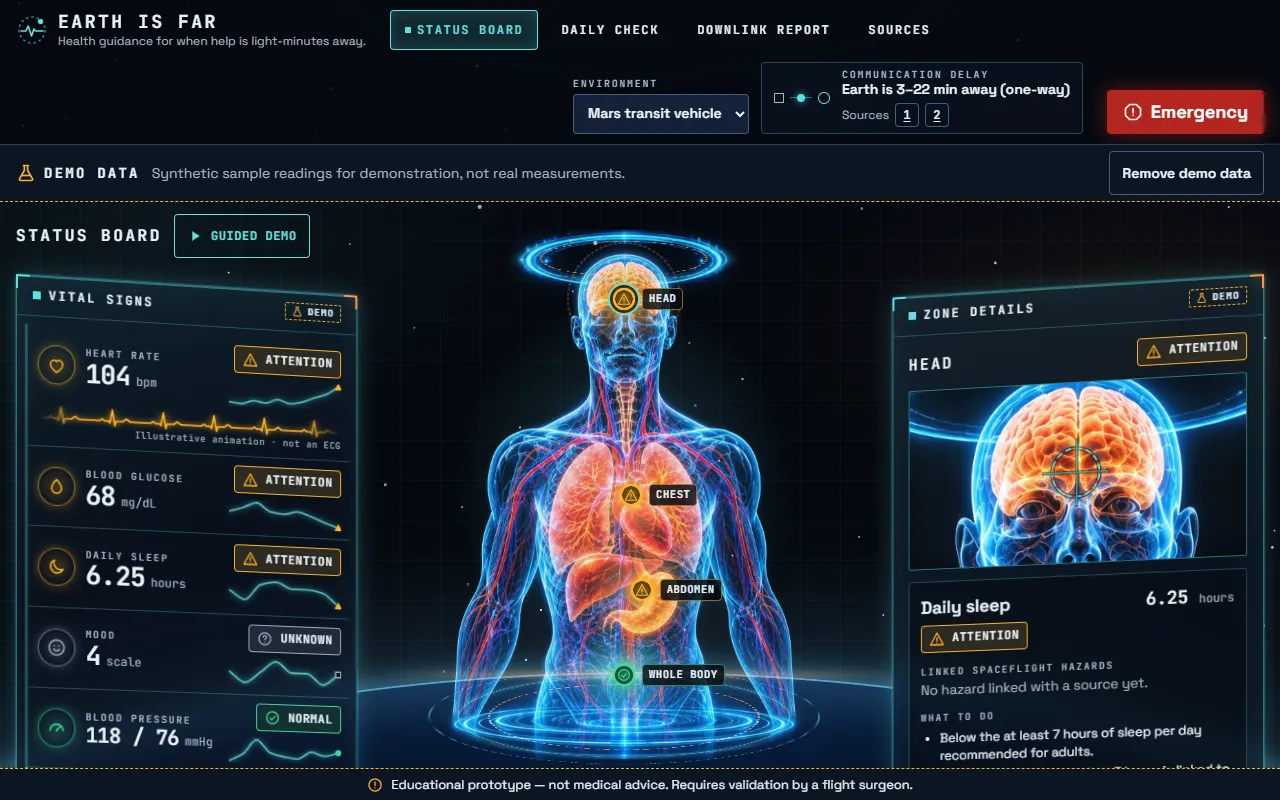 EARTH IS FAR
Health guidance for when help is light-minutes away.
STATUS BOARD
DAILY CHECK
DOWNLINK REPORT
SOURCES
ENVIRONMENT
Mars transit vehicle
COMMUNICATION DELAY
Earth is 3–22 min away (one-way)
Sources 1 2
Emergency
DEMO DATA Synthetic sample readings for demonstration, not real measurements.
Remove demo data
STATUS BOARD
GUIDED DEMO
VITAL SIGNS
DEMO
HEART RATE
104 bpm
ATTENTION
Illustrative animation · not an ECG
BLOOD GLUCOSE
68 mg/dL
ATTENTION
DAILY SLEEP
6.25 hours
ATTENTION
MOOD
4 scale
UNKNOWN
BLOOD PRESSURE
118 / 76 mmHg
NORMAL
HEAD
CHEST
ABDOMEN
WHOLE BODY
ZONE DETAILS
DEMO
HEAD
ATTENTION
Daily sleep
6.25 hours
ATTENTION
LINKED SPACEFLIGHT HAZARDS
No hazard linked with a source yet.
WHAT TO DO
• Below the at least 7 hours of sleep per day
recommended for adults.
Educational prototype — not medical advice. Requires validation by a flight surgeon.